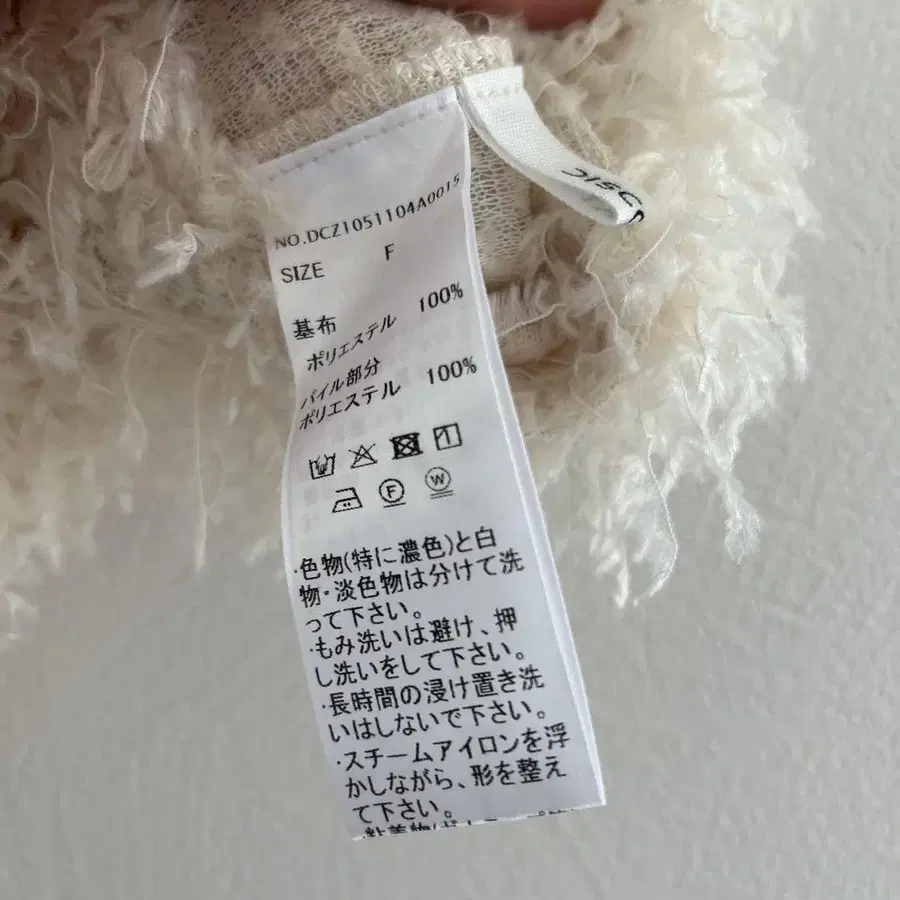 NO.DCZ1051104A0015
SIZE F
基布
ポリエステル 100%
パイル部分
ポリエステル 100%
F W
・色物(特に濃色)と白
物・淡色物は分けて洗
って下さい。
・もみ洗いは避け、押
し洗いをして下さい。
・長時間の浸け置き洗
いはしないで下さい。
・スチームアイロンを浮
かしながら、形を整え
て下さい。